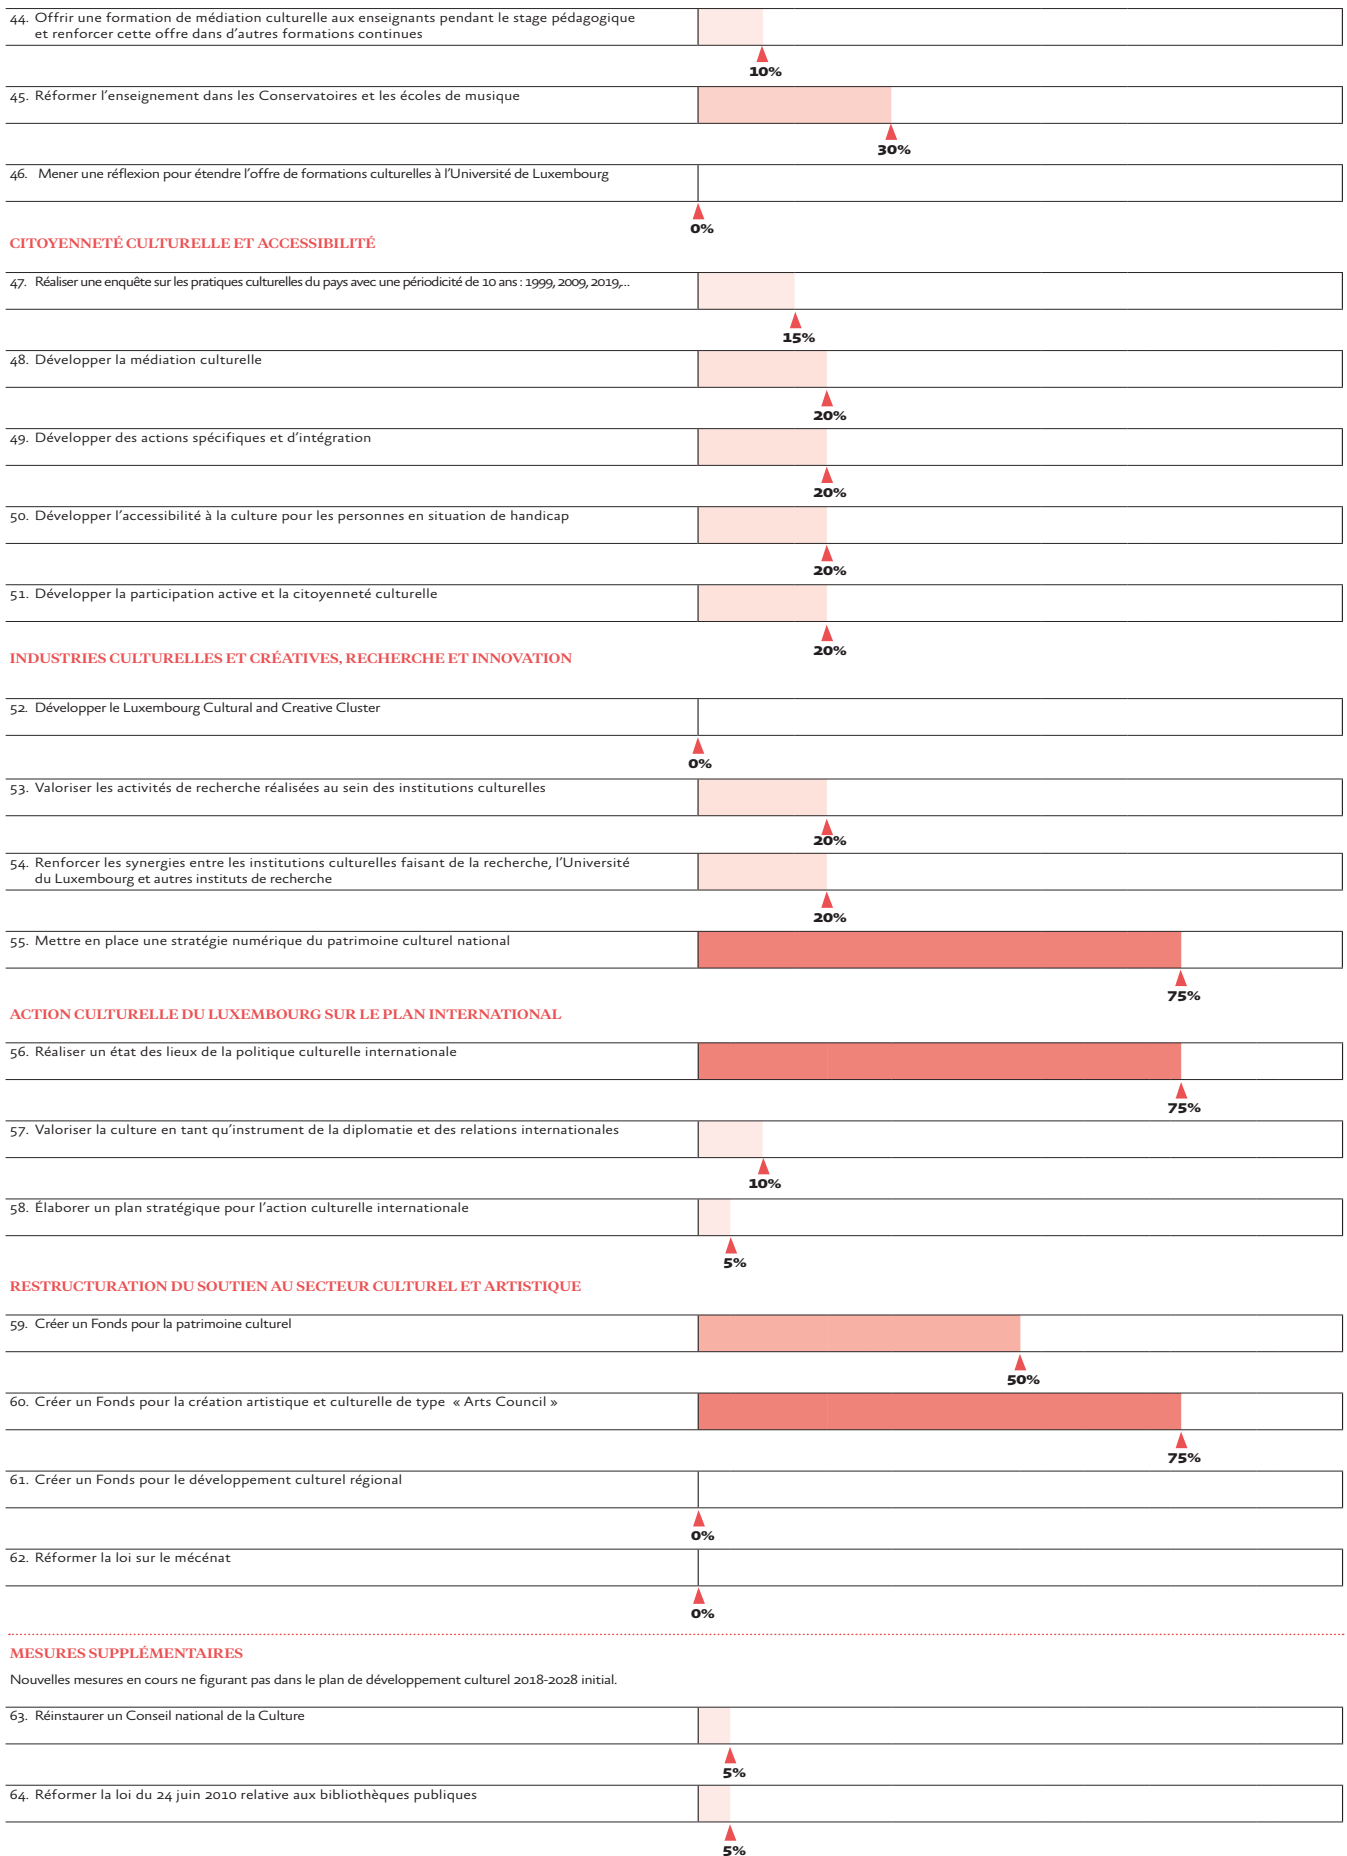 44. Offrir une formation de médiation culturelle aux enseignants pendant le stage pédagogique
et renforcer cette offre dans d'autres formations continues
10%
45. Réformer l'enseignement dans les Conservatoires et les écoles de musique
30%
46. Mener une réflexion pour étendre l'offre de formations culturelles à l'Université de Luxembourg
0%
CITOYENNETÉ CULTURELLE ET ACCESSIBILITÉ
47. Réaliser une enquête sur les pratiques culturelles du pays avec une périodicité de 10 ans : 1999, 2009, 2019,...
15%
48. Développer la médiation culturelle
20%
49. Développer des actions spécifiques et d'intégration
20%
50. Développer l'accessibilité à la culture pour les personnes en situation de handicap
20%
51. Développer la participation active et la citoyenneté culturelle
20%
INDUSTRIES CULTURELLES ET CRÉATIVES, RECHERCHE ET INNOVATION
52. Développer le Luxembourg Cultural and Creative Cluster
0%
53. Valoriser les activités de recherche réalisées au sein des institutions culturelles
20%
54. Renforcer les synergies entre les institutions culturelles faisant de la recherche, l'Université
du Luxembourg et autres instituts de recherche
20%
55. Mettre en place une stratégie numérique du patrimoine culturel national
75%
ACTION CULTURELLE DU LUXEMBOURG SUR LE PLAN INTERNATIONAL
56. Réaliser un état des lieux de la politique culturelle internationale
75%
57. Valoriser la culture en tant qu'instrument de la diplomatie et des relations internationales
10%
58. Élaborer un plan stratégique pour l'action culturelle internationale
5%
RESTRUCTURATION DU SOUTIEN AU SECTEUR CULTUREL ET ARTISTIQUE
59. Créer un Fonds pour la patrimoine culturel
50%
60. Créer un Fonds pour la création artistique et culturelle de type « Arts Council »
75%
61. Créer un Fonds pour le développement culturel régional
0%
62. Réformer la loi sur le mécénat
0%
MESURES SUPPLÉMENTAIRES
Nouvelles mesures en cours ne figurant pas dans le plan de développement culturel 2018-2028 initial.
63. Réinstaurer un Conseil national de la Culture
5%
64. Réformer la loi du 24 juin 2010 relative aux bibliothèques publiques
5%